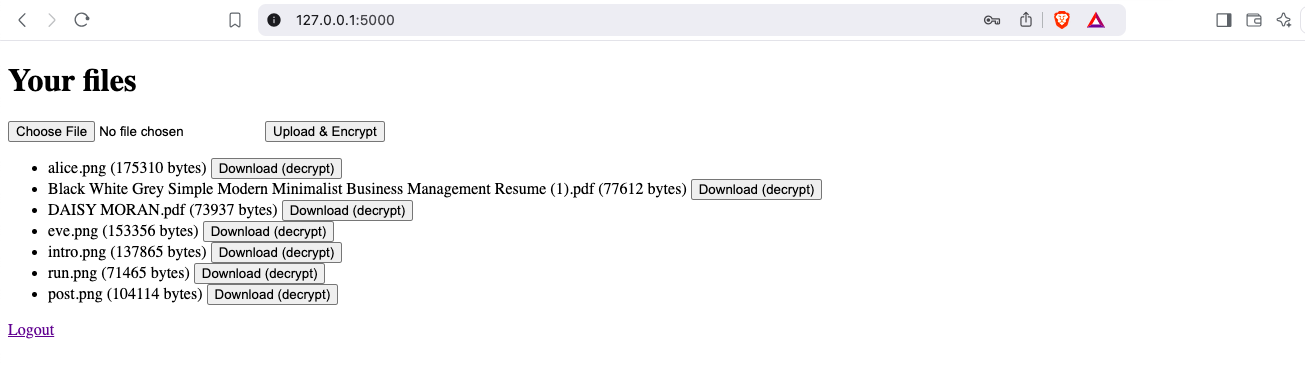 127.0.0.1:5000
Your files
Choose File No file chosen Upload & Encrypt
alice.png (175310 bytes) Download (decrypt)
Black White Grey Simple Modern Minimalist Business Management Resume (1).pdf (77612 bytes) Download (decrypt)
DAISY MORAN.pdf (73937 bytes) Download (decrypt)
eve.png (153356 bytes) Download (decrypt)
intro.png (137865 bytes) Download (decrypt)
run.png (71465 bytes) Download (decrypt)
post.png (104114 bytes) Download (decrypt)
Logout